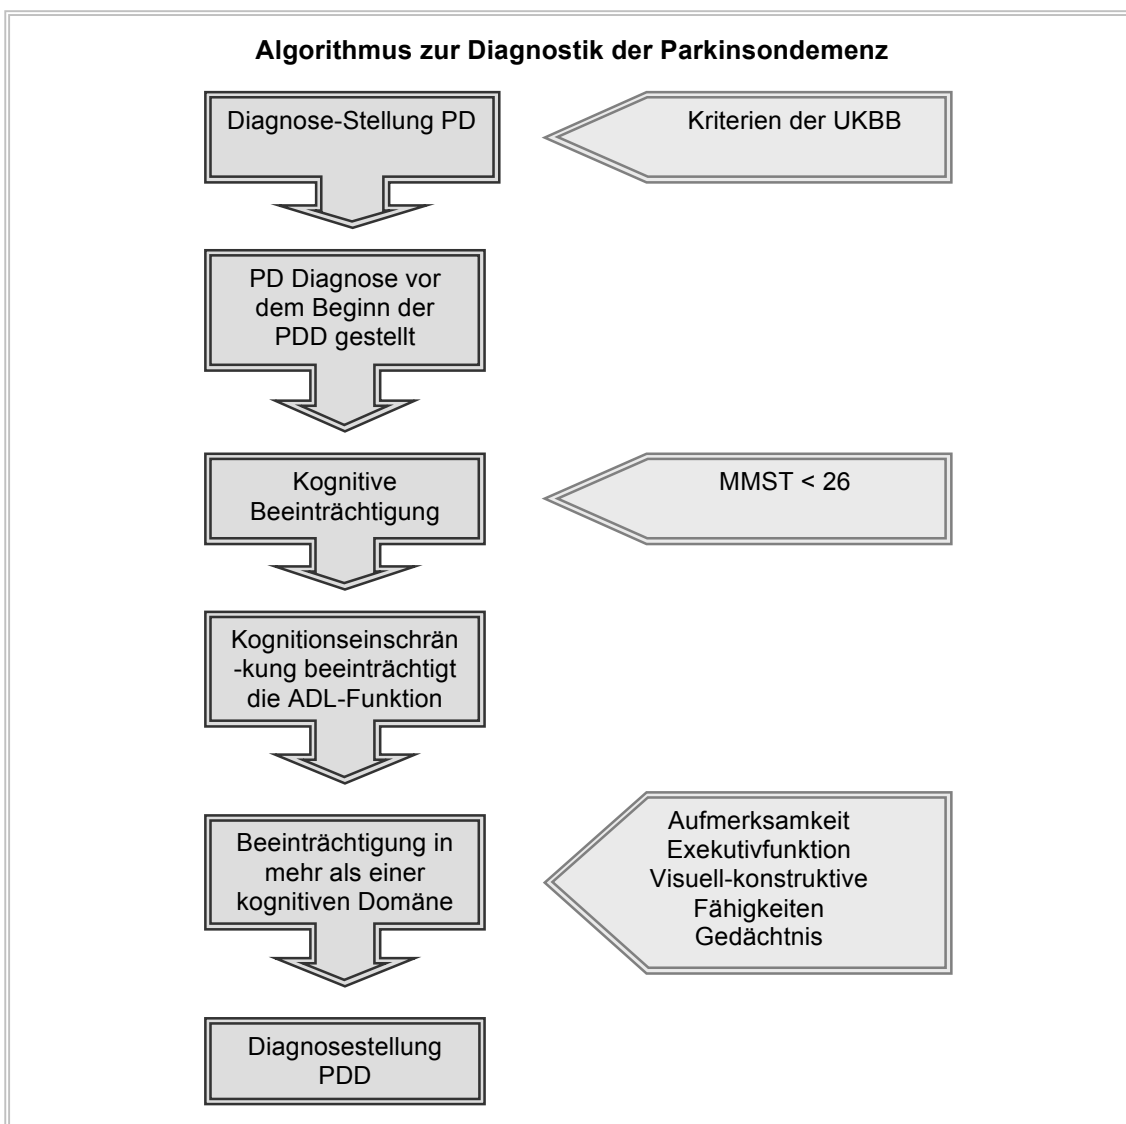 Algorithmus zur Diagnostik der Parkinsondemenz
Diagnose-Stellung PD
Kriterien der UKBB
PD Diagnose vor
dem Beginn der
PDD gestellt
Kognitive
Beeinträchtigung
MMST < 26
Kognitionseinschrän
-kung beeinträchtigt
die ADL-Funktion
Beeinträchtigung in
mehr als einer
kognitiven Domäne
Aufmerksamkeit
Exekutivfunktion
Visuell-konstruktive
Fähigkeiten
Gedächtnis
Diagnosestellung
PDD